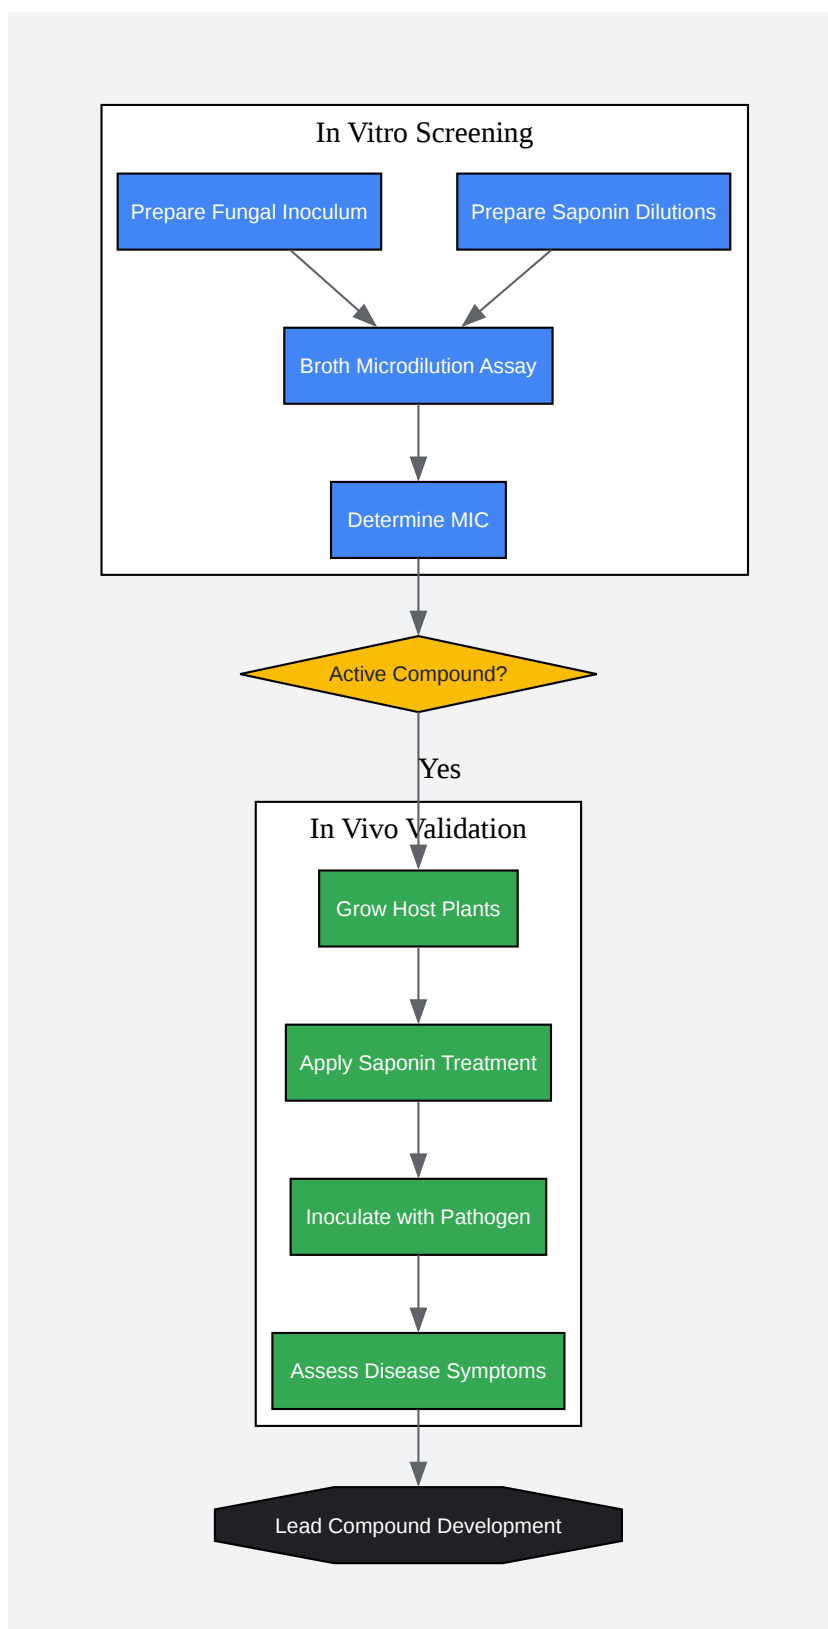 In Vitro Screening
Prepare Fungal Inoculum
Prepare Saponin Dilutions
Broth Microdilution Assay
Determine MIC
Active Compound?
Yes
In Vivo Validation
Grow Host Plants
Apply Saponin Treatment
Inoculate with Pathogen
Assess Disease Symptoms
Lead Compound Development